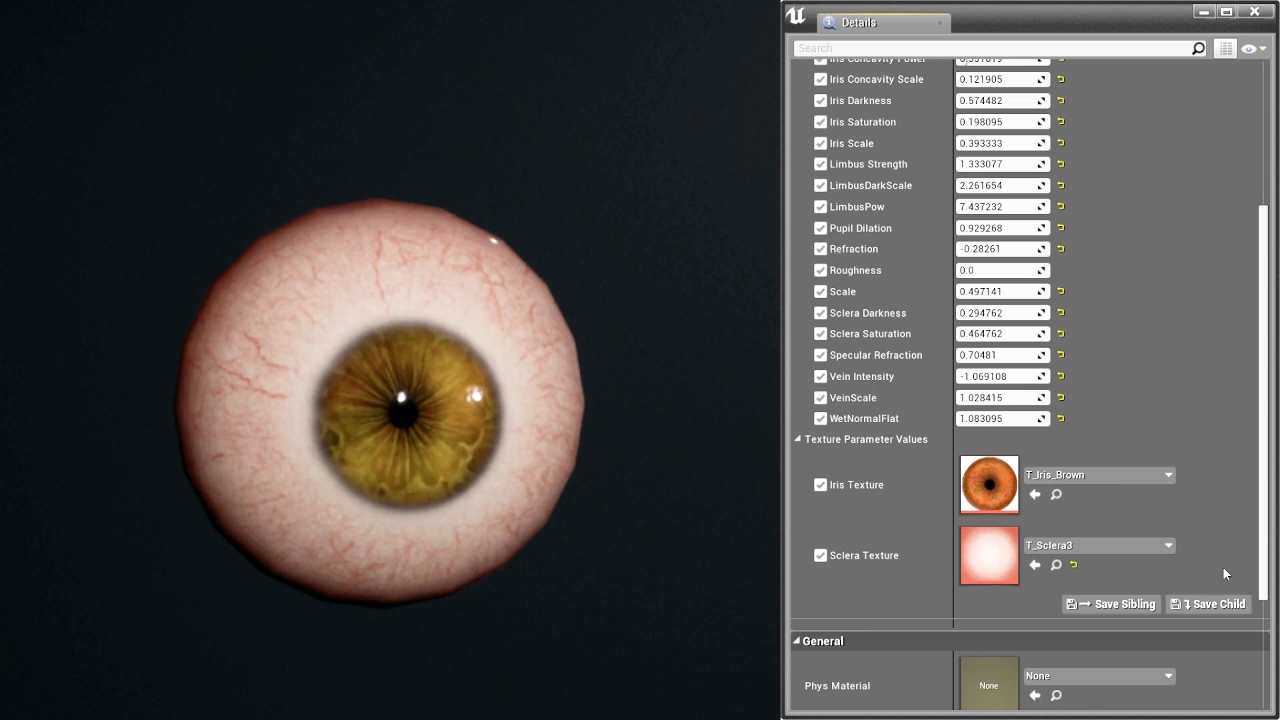 Details
Search
Iris Concavity Power
Iris Concavity Scale 0.121905
Iris Darkness 0.574482
Iris Saturation 0.198095
Iris Scale 0.393333
Limbus Strength 1.333077
LimbusDarkScale 2.261654
LimbusPow 7.437232
Pupil Dilation 0.929268
Refraction -0.28261
Roughness 0.0
Scale 0.497141
Sclera Darkness 0.294762
Sclera Saturation 0.464762
Specular Refraction 0.70481
Vein Intensity -1.069108
VeinScale 1.028415
WetNormalFlat 1.083095
Texture Parameter Values
Iris Texture T_Iris_Brown
Sclera Texture T_Sclera3
Save Sibling Save Child
General
Phys Material None None